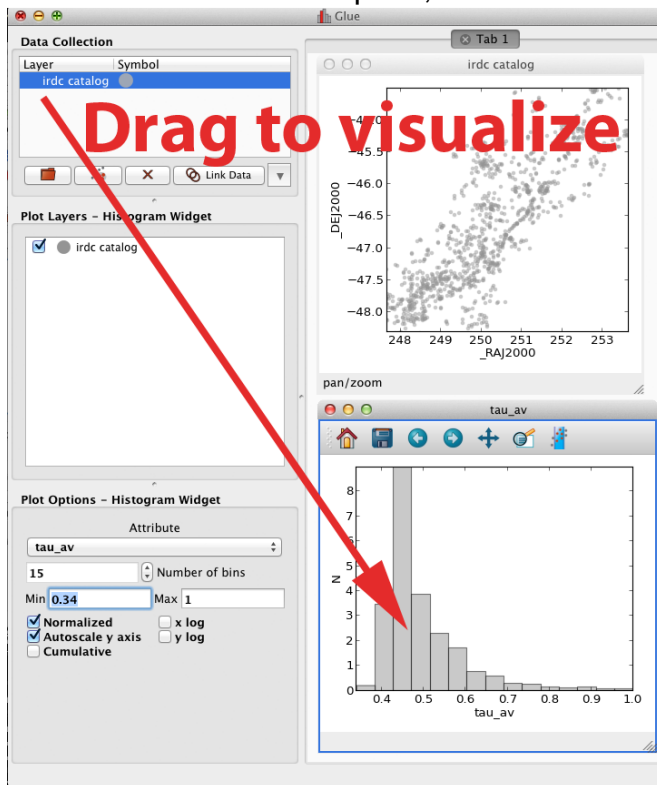 Glue
Data Collection
Layer Symbol
irdc catalog
Link Data
Plot Layers - Histogram Widget
irdc catalog
Plot Options - Histogram Widget
Attribute
tau_av
15 Number of bins
Min 0.34 Max 1
Normalized x log
Autoscale y axis y log
Cumulative
Tab 1
irdc catalog
Drag to visualize
-45.5
-46.0
-46.5
-47.0
-47.5
-48.0
_DEJ2000
248 249 250 251 252 253
_RAJ2000
pan/zoom
tau_av
8
5
4
3
2
1
0
N
0.4 0.5 0.6 0.7 0.8 0.9 1.0
tau_av